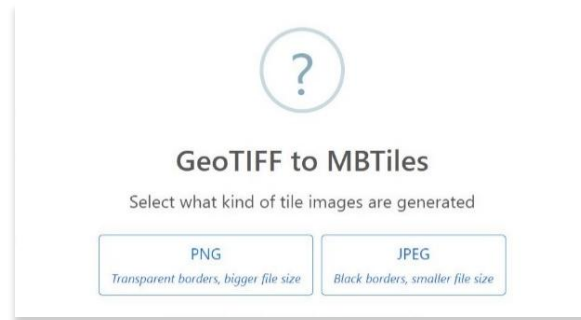 ?
GeoTIFF to MBTiles
Select what kind of tile images are generated
PNG
Transparent borders, bigger file size
JPEG
Black borders, smaller file size